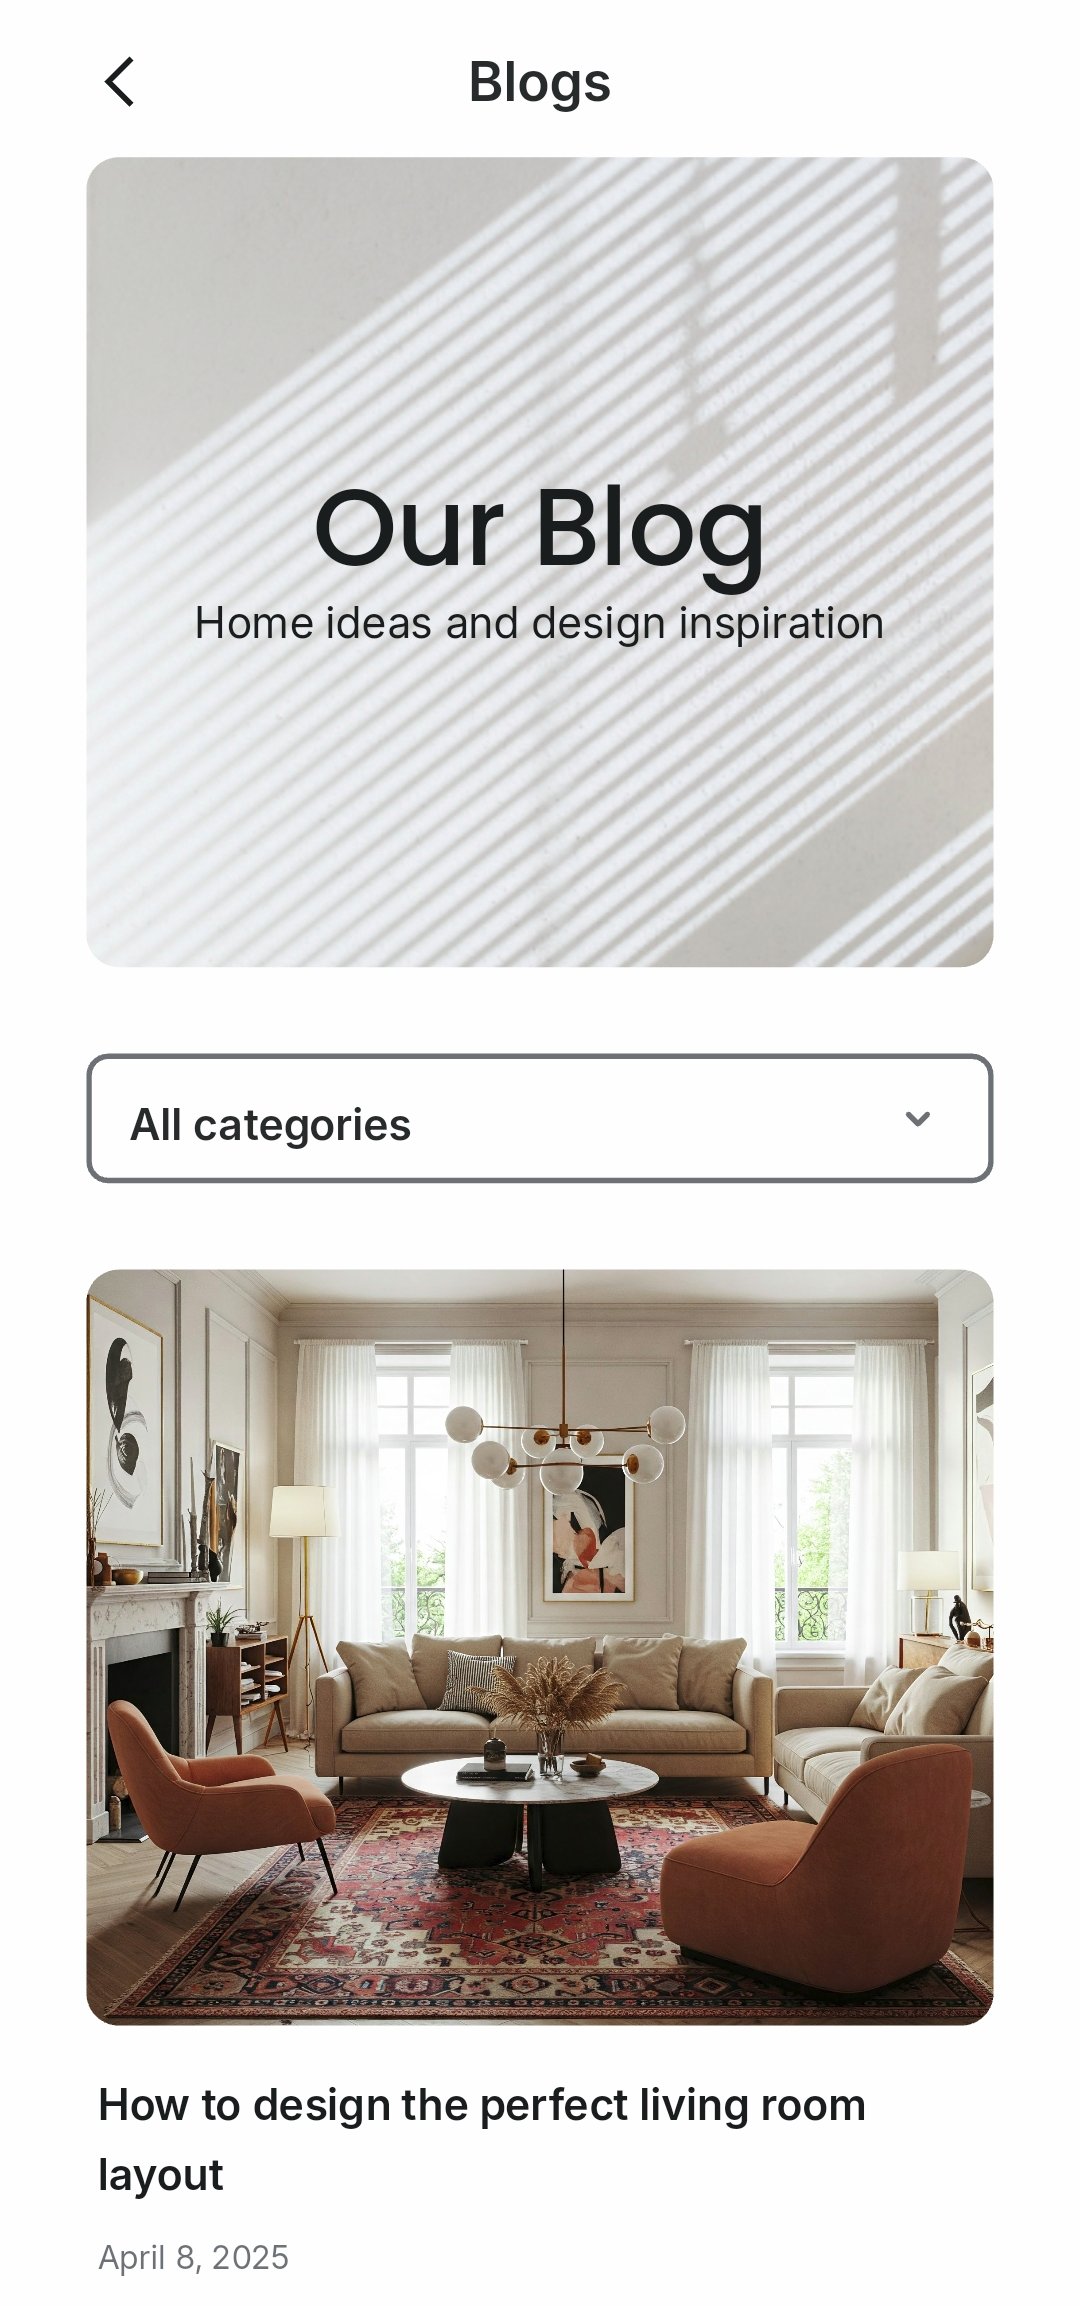 Blogs
Our Blog
Home ideas and design inspiration
All categories
How to design the perfect living room
layout
April 8, 2025